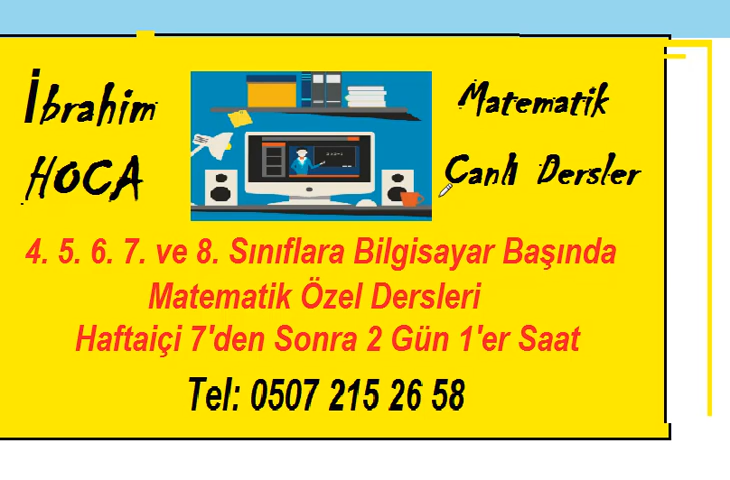 İbrahim
HOCA
Matematik
Canlı Dersler
4. 5. 6. 7. ve 8. Sınıflara Bilgisayar Başında
Matematik Özel Dersleri
Haftaiçi 7'den Sonra 2 Gün 1'er Saat
Tel: 0507 215 26 58